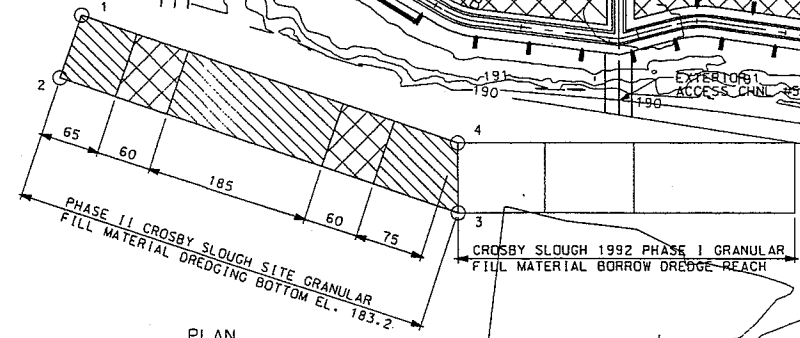 1
2
4
3
191
190
EXTERIOR
ACCESS CHNL #5
190
65
60
185
60
75
PHASE II CROSBY SLOUGH SITE GRANULAR
FILL MATERIAL DREDGING BOTTOM EL. 183.2
CROSBY SLOUGH 1992 PHASE I GRANULAR
FILL MATERIAL BORROW DREDGE REACH
PLAN